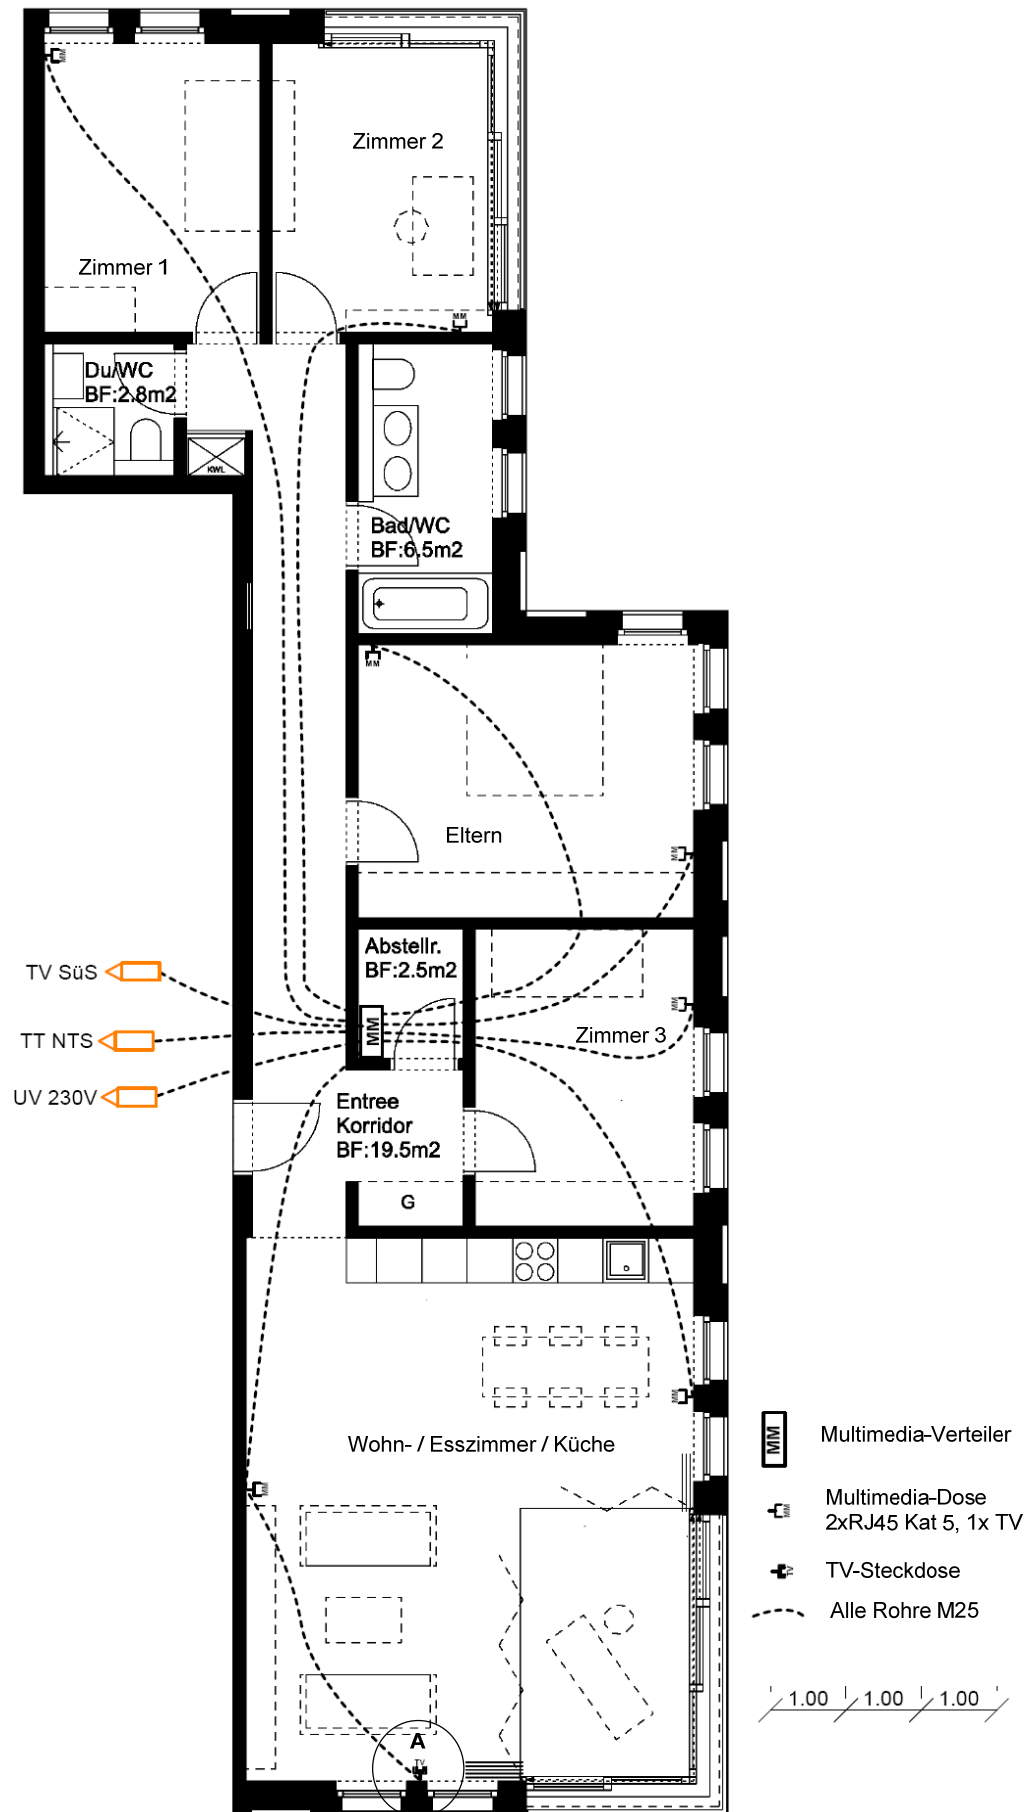 MM
Zimmer 2
Zimmer 1
MM
Du/WC
BF:2.8m2
KWL
Bad/WC
BF:6.5m2
MM
Eltern
MM
Abstellr.
BF:2.5m2
TV SüS
MM
MM
Zimmer 3
TT NTS
UV 230V
Entree
Korridor
BF:19.5m2
G
MM
Wohn- / Esszimmer / Küche
MM
A
TV
MM
Multimedia-Verteiler
MM
Multimedia-Dose
2xRJ45 Kat 5, 1x TV
TV
TV-Steckdose
Alle Rohre M25
1.00 1.00 1.00